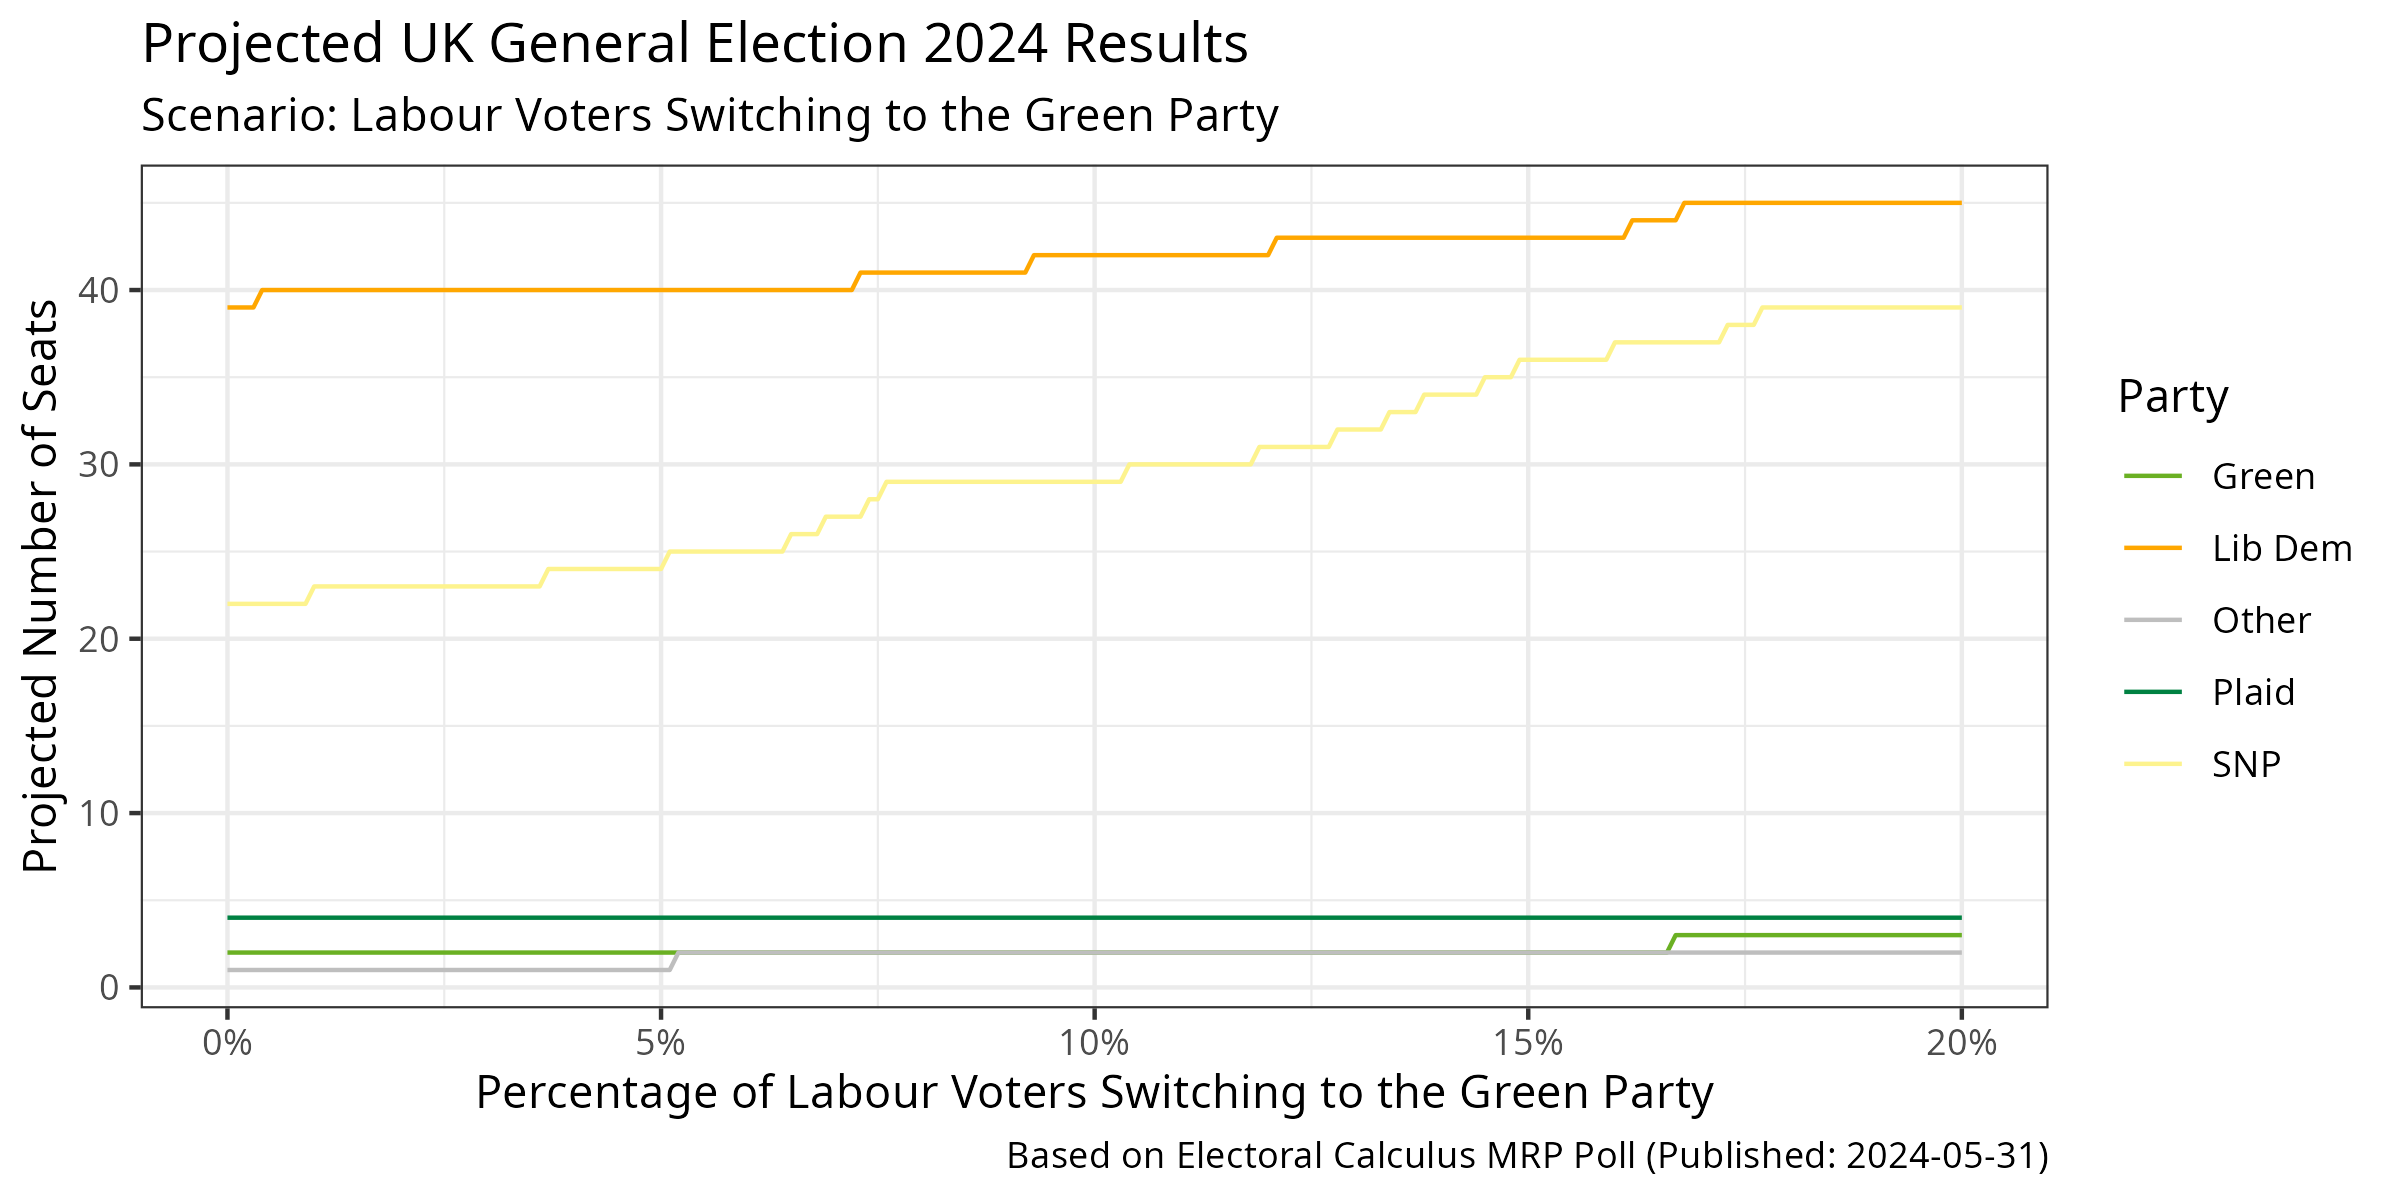 Projected UK General Election 2024 Results
Scenario: Labour Voters Switching to the Green Party
Projected Number of Seats
40
30
20
10
0
0%
5%
10%
15%
20%
Percentage of Labour Voters Switching to the Green Party
Based on Electoral Calculus MRP Poll (Published: 2024-05-31)
Party
Green
Lib Dem
Other
Plaid
SNP